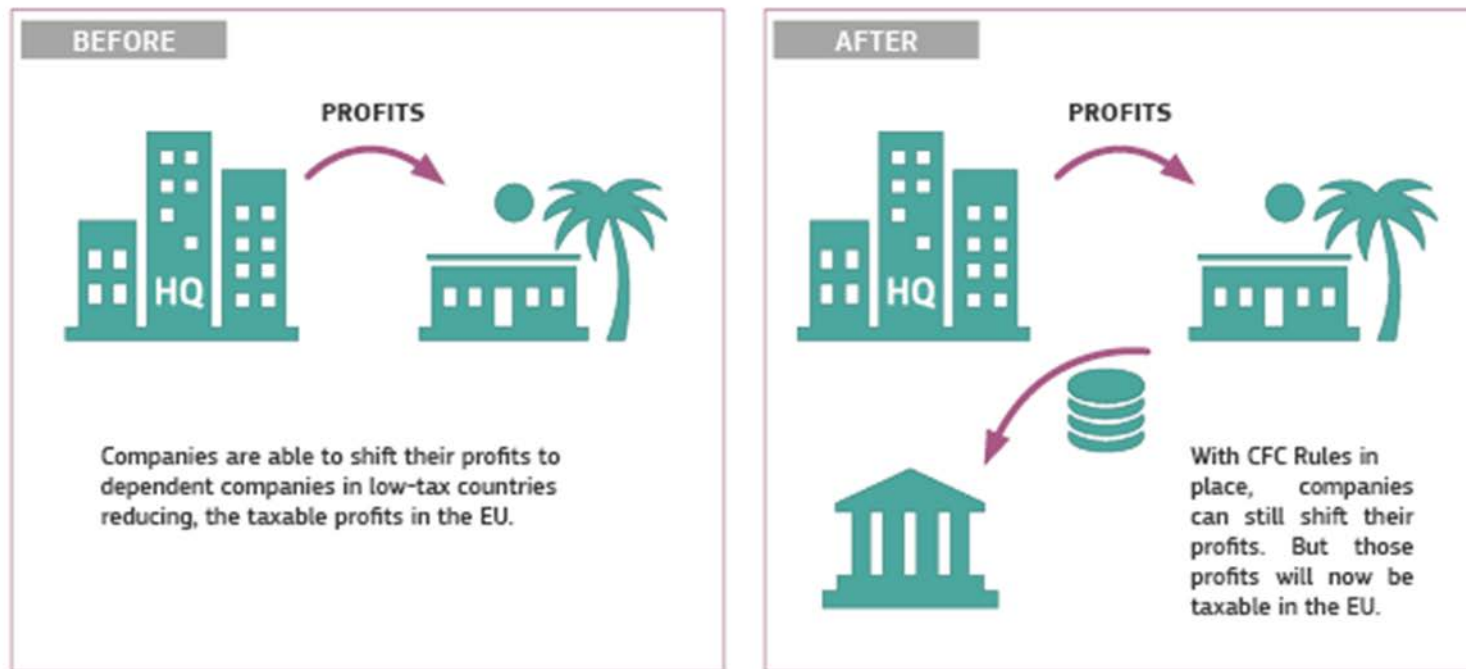 BEFORE
PROFITS
HQ
Companies are able to shift their profits to
dependent companies in low-tax countries
reducing, the taxable profits in the EU.
AFTER
PROFITS
HQ
With CFC Rules in
place, companies
can still shift their
profits. But those
profits will now be
taxable in the EU.